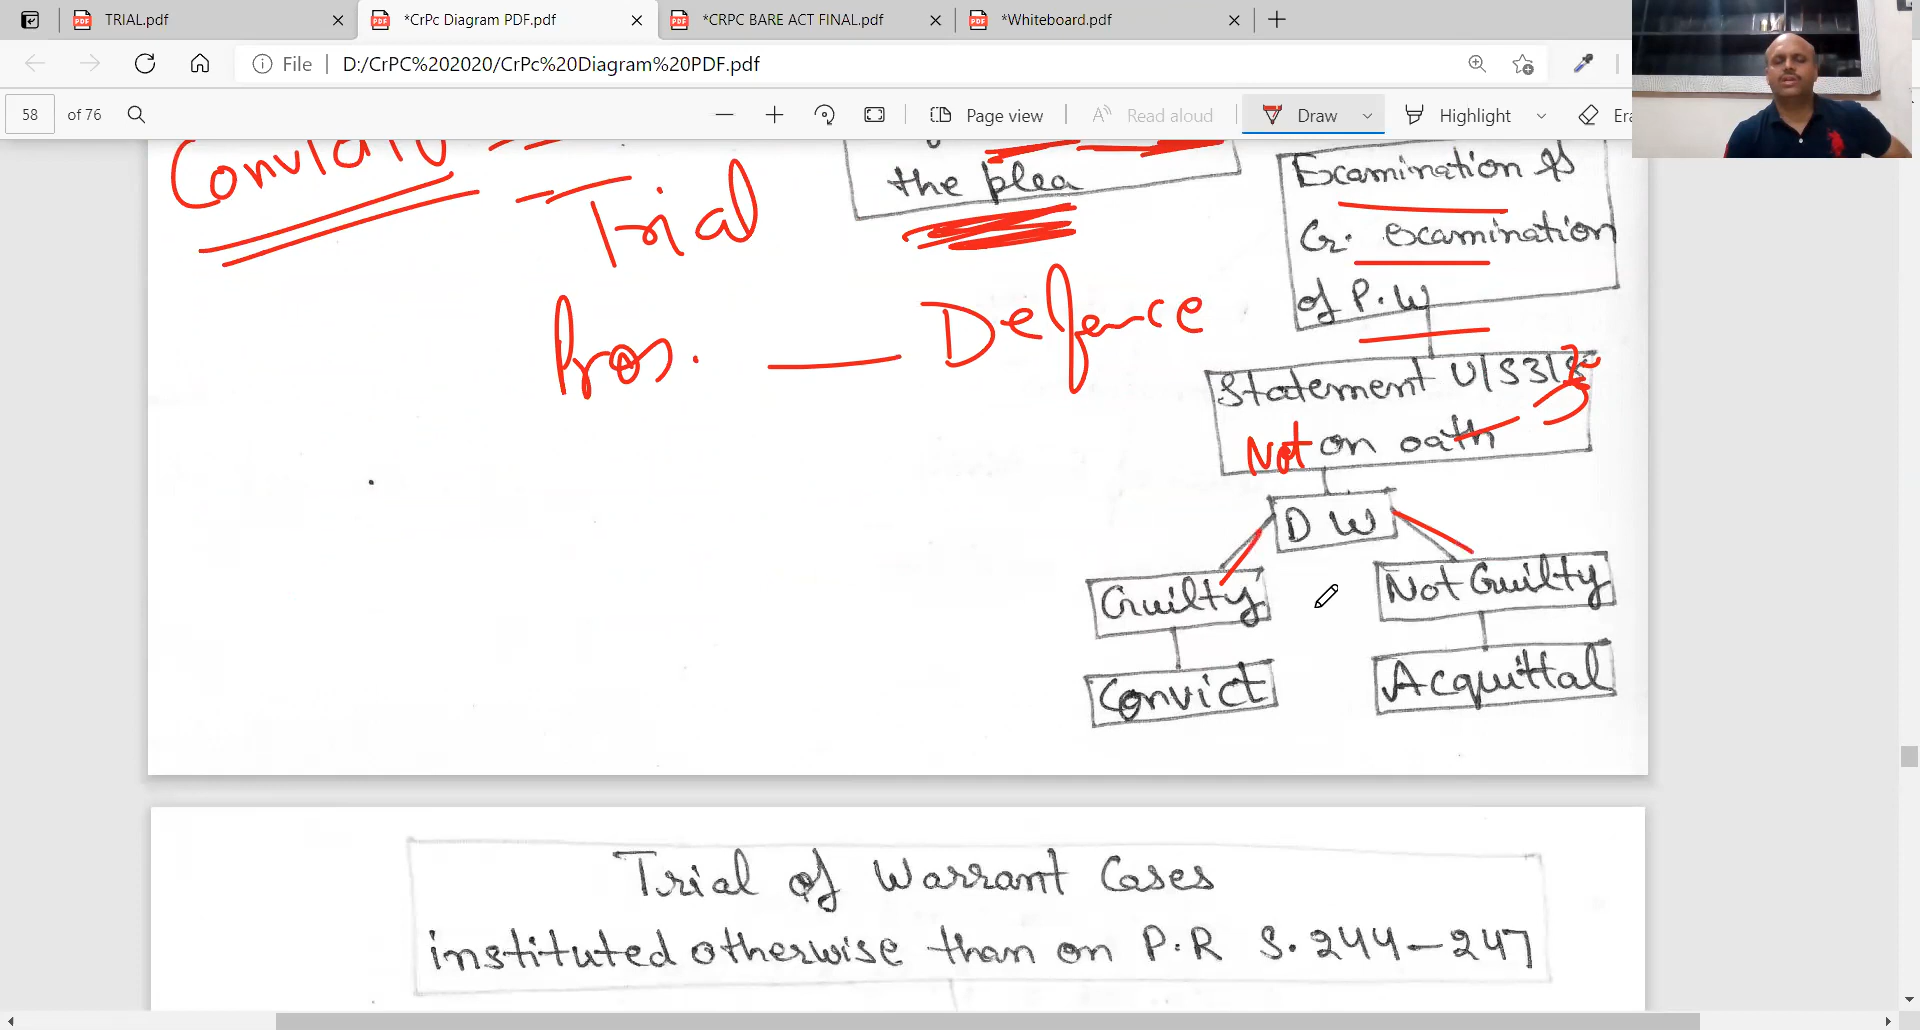 TRIAL.pdf
*CrPc Diagram PDF.pdf
*CRPC BARE ACT FINAL.pdf
*Whiteboard.pdf
File
D:/CrPC%202020/CrPc%20Diagram%20PDF.pdf
58 of 76
Page view
Read aloud
Draw
Highlight
Era
Trial
the plea
Pros. — Defence
Examination &
Cr. examination
of P.W
Statement U/S 313
Not on oath
D W
Guilty
Not Guilty
Convict
Acquittal
Trial of Warrant Cases
instituted otherwise than on P.R S. 244-247